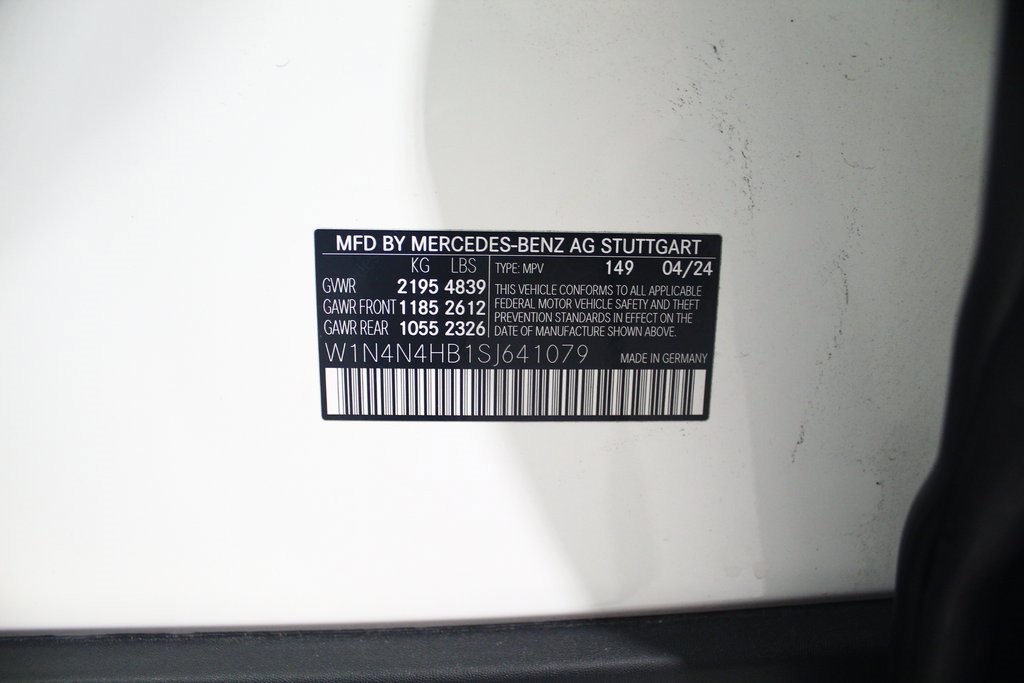 MFD BY MERCEDES-BENZ AG STUTTGART
KG LBS
GVWR 2195 4839
GAWR FRONT 1185 2612
GAWR REAR 1055 2326
TYPE: MPV 149 04/24
THIS VEHICLE CONFORMS TO ALL APPLICABLE
FEDERAL MOTOR VEHICLE SAFETY AND THEFT
PREVENTION STANDARDS IN EFFECT ON THE
DATE OF MANUFACTURE SHOWN ABOVE.
W1N4N4HB1SJ641079 MADE IN GERMANY